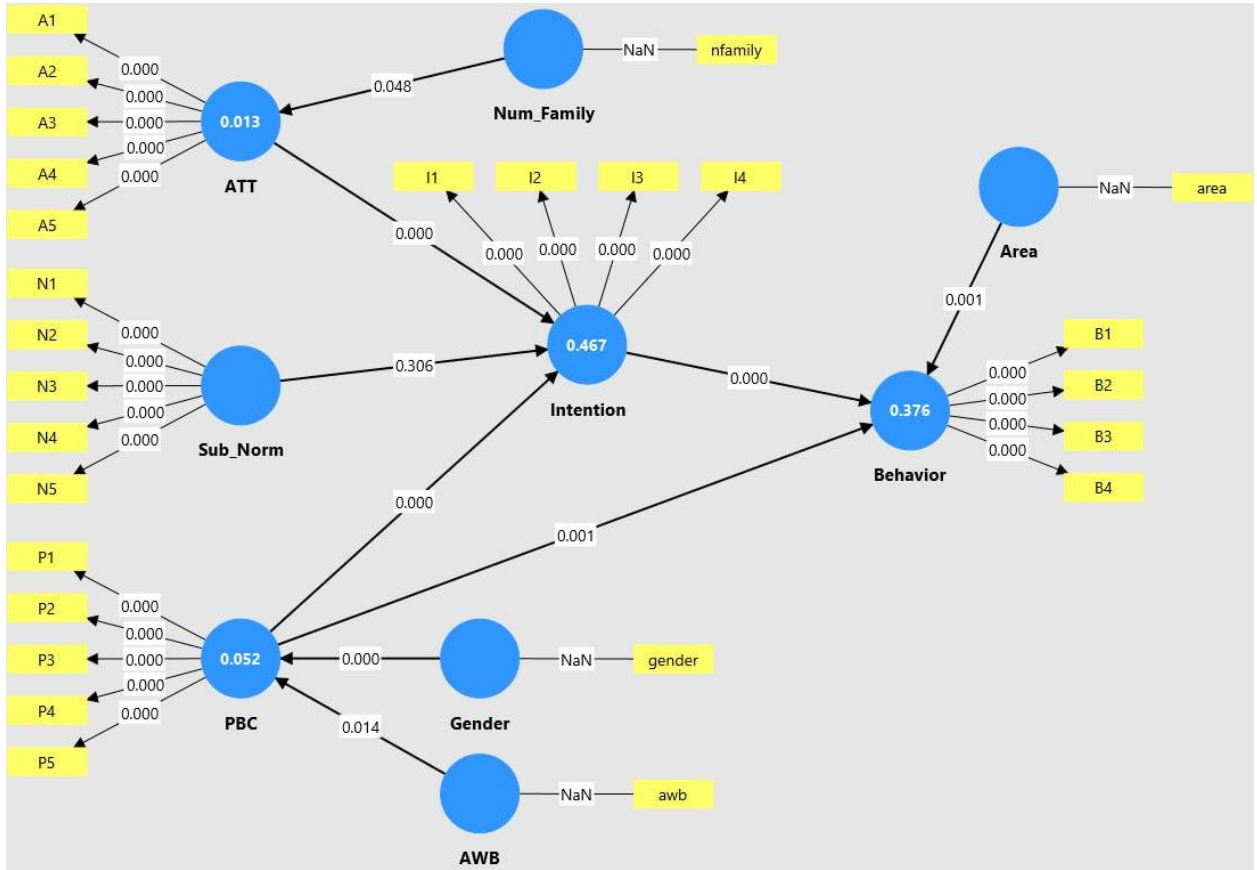 A1
A2
A3
A4
A5
0.000
0.000
0.000
0.000
0.000
0.013
ATT
0.048
Num_Family
NaN
nfamily
I1
I2
I3
I4
0.000
0.000
0.000
0.000
0.000
Area
NaN
area
0.001
N1
N2
N3
N4
N5
0.000
0.000
0.000
0.000
0.000
Sub_Norm
0.306
0.467
Intention
0.000
0.376
Behavior
0.000
0.000
0.000
0.000
B1
B2
B3
B4
0.000
0.001
P1
P2
P3
P4
P5
0.000
0.000
0.000
0.000
0.000
0.052
PBC
0.000
Gender
NaN
gender
0.014
AWB
NaN
awb